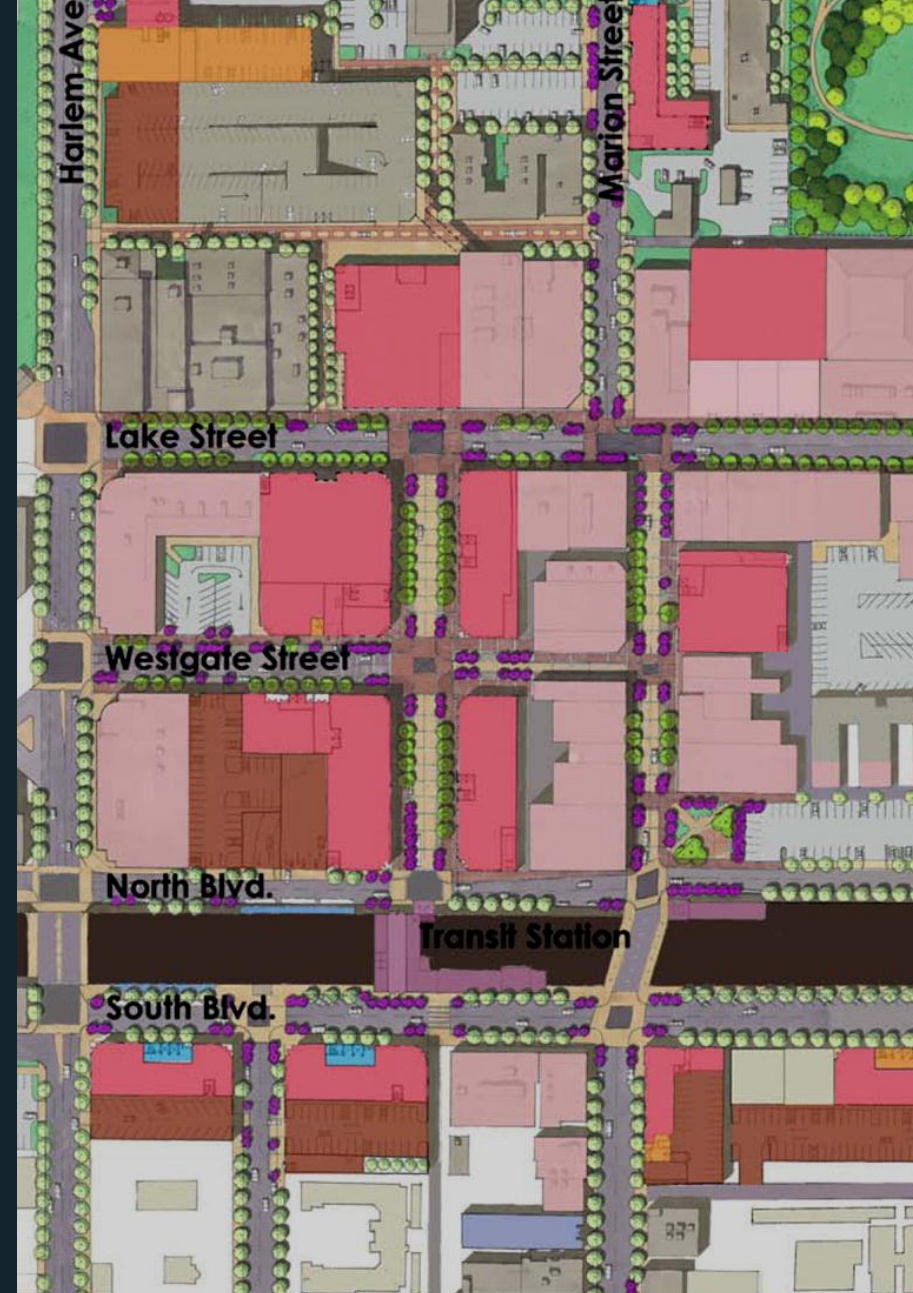 Harlem Ave
Marion Street
Lake Street
Westgate Street
North Blvd.
Transit Station
South Blvd.